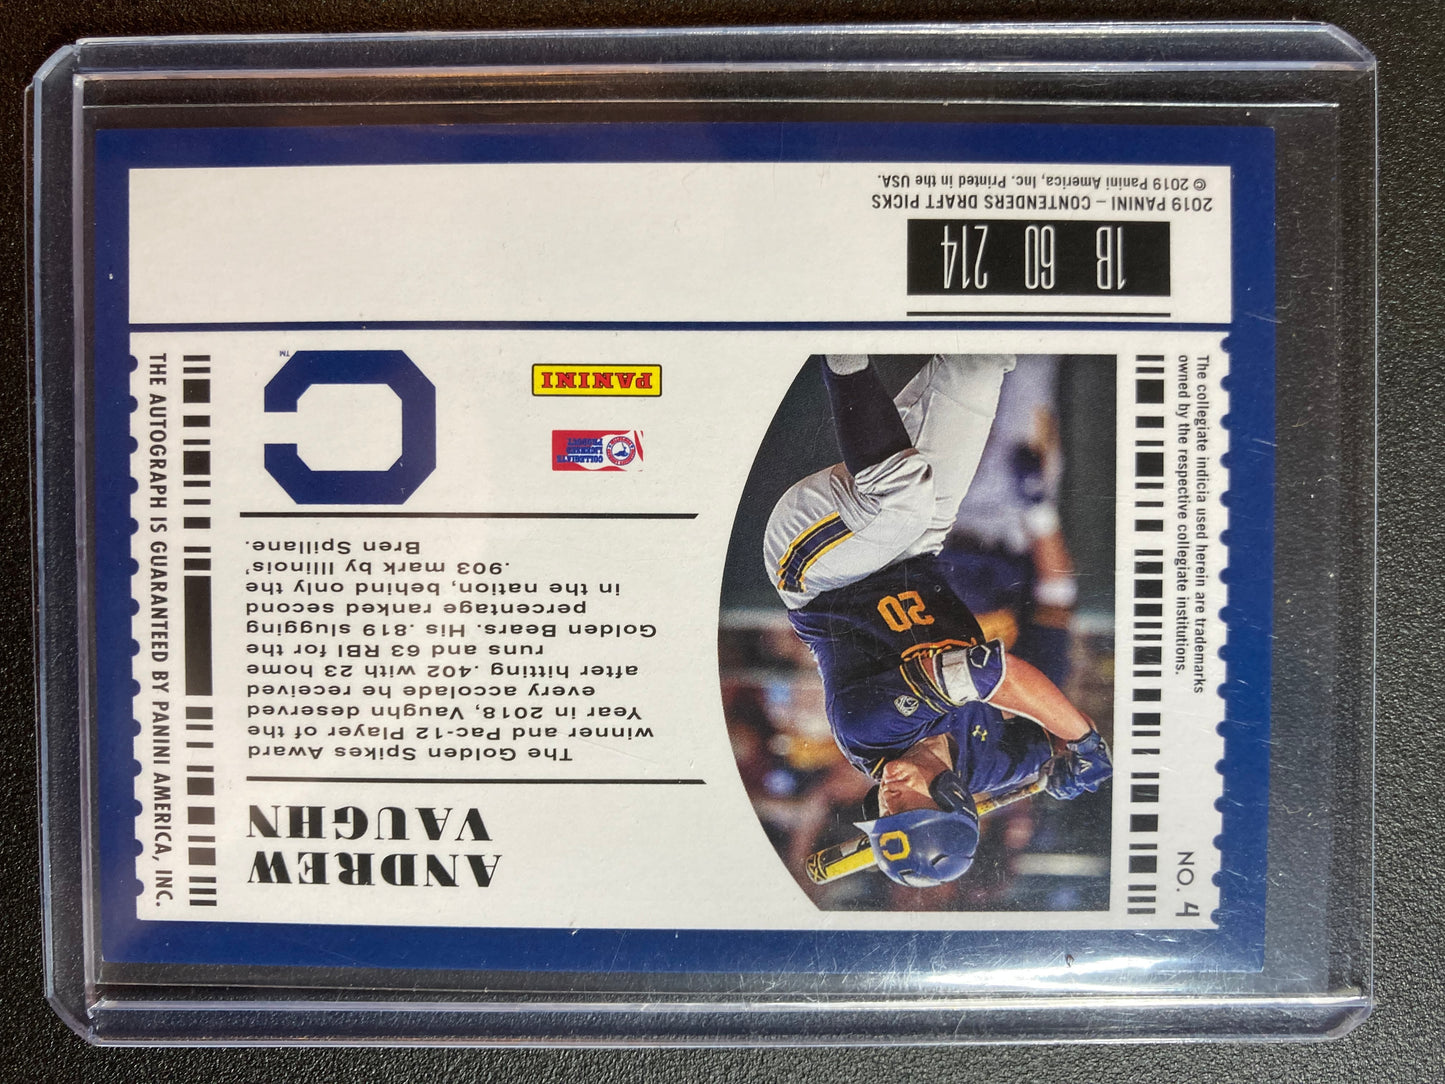 NO. 4
ANDREW
VAUGHN
The Golden Spikes Award
winner and Pac-12 Player of the
Year in 2018, Vaughn deserved
every accolade he received
after hitting .402 with 23 home
runs and 63 RBI for the
Golden Bears. His .819 slugging
percentage ranked second
in the nation, behind only the
.903 mark by Illinois'
Bren Spillane.
20
COLLEGIATE
LICENSED
PRODUCT
PANINI
C
TM
The collegiate indicia used herein are trademarks
owned by the respective collegiate institutions.
THE AUTOGRAPH IS GUARANTEED BY PANINI AMERICA, INC.
1B 60 214
2019 PANINI – CONTENDERS DRAFT PICKS
© 2019 Panini America, Inc. Printed in the USA.